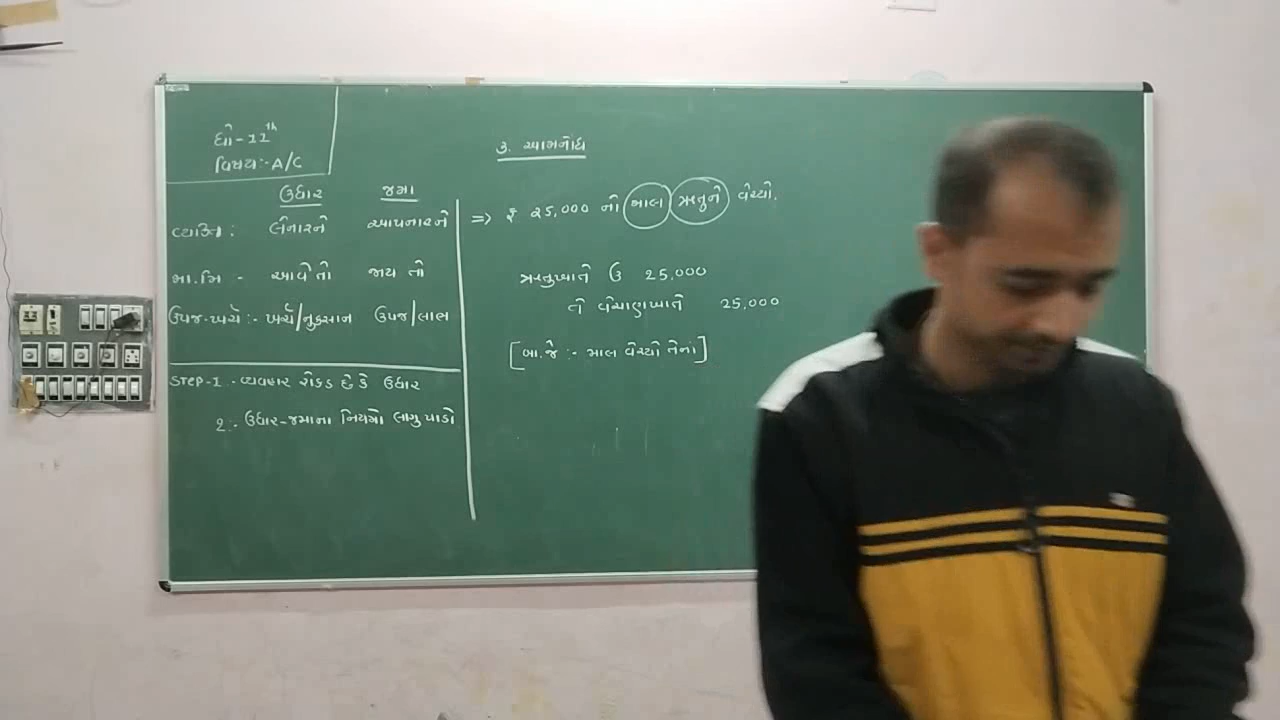 ધો-11th
વિષય:- A/C
ઉધાર જમા
વ્યક્તિ: લેનારને આપનારને
મા.મિ :- આવે તો જાય તો
ઉપજ-ખર્ચ:- ખર્ચ/નુકસાન ઉપજ/લાભ
STEP-1 :- વ્યવહાર રોકડ છે કે ઉધાર
2:- ઉધાર-જમાના નિયમો લાગુ પાડો
૩. આમનોંધ
=> ₹ 25,000 નો માલ ઋતુને વેચ્યો.
ઋતુખાતે ઉ 25,000
તે વેચાણખાતે 25,000
[બા.જે :- માલ વેચ્યો તેના]